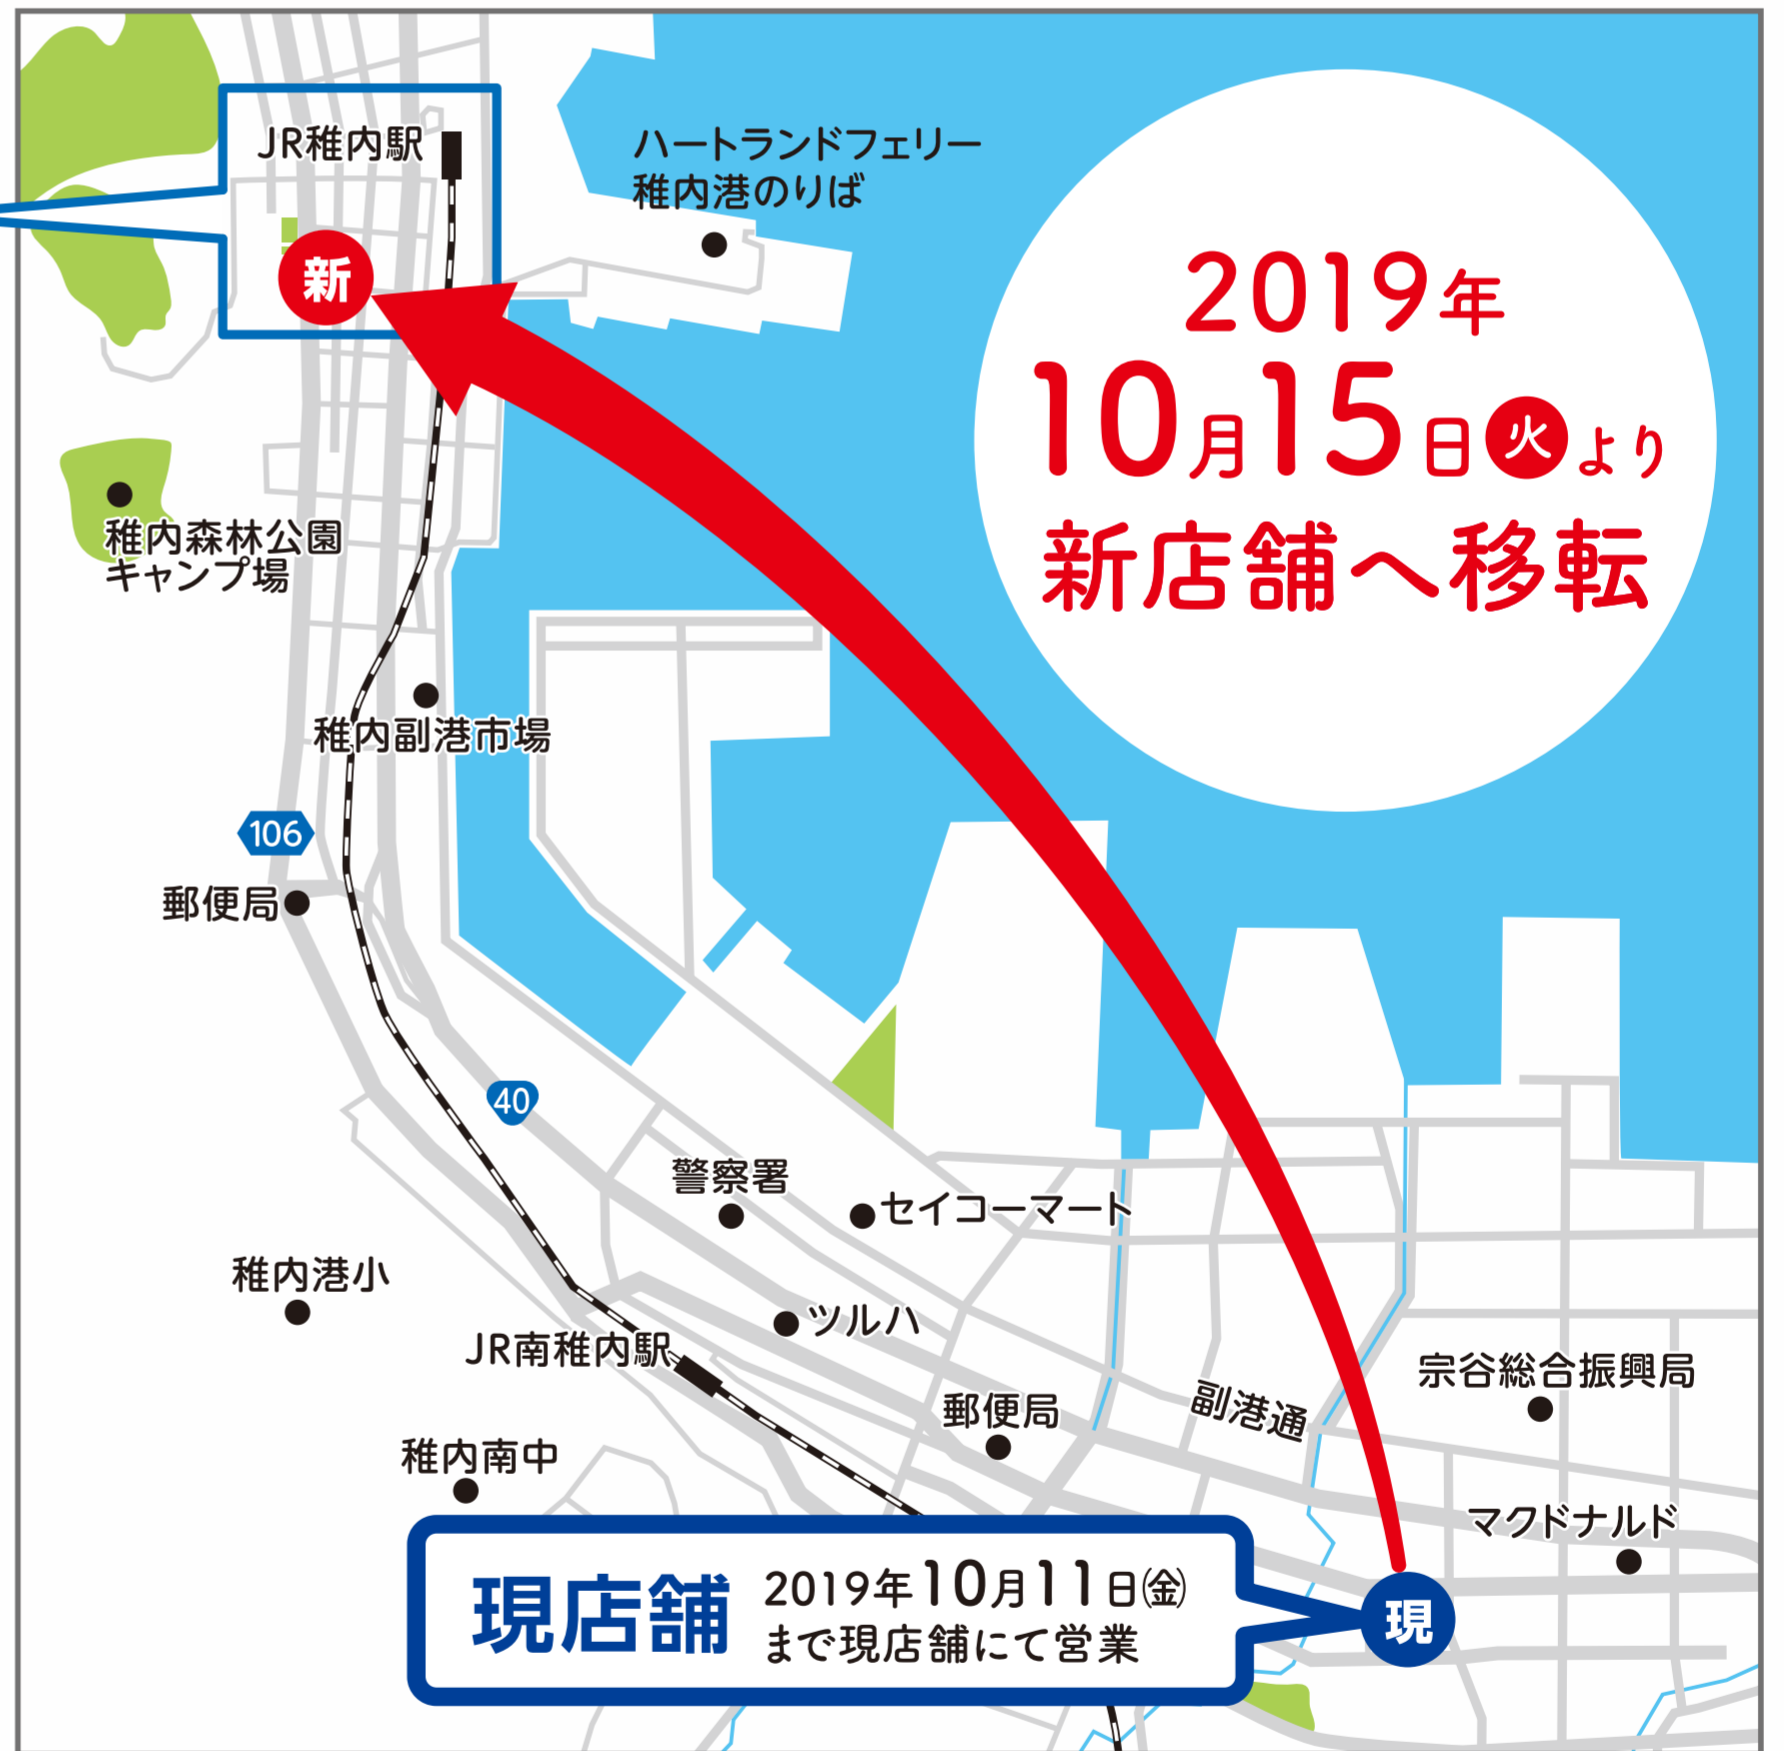 JR稚内駅
ハートランドフェリー
稚内港のりば
新
2019年
10月15日火より
新店舗へ移転
稚内森林公園
キャンプ場
稚内副港市場
106
郵便局
40
警察署
セイコーマート
稚内港小
ツルハ
JR南稚内駅
宗谷総合振興局
副港通
郵便局
稚内南中
マクドナルド
現店舗
2019年10月11日㈮
まで現店舗にて営業
現